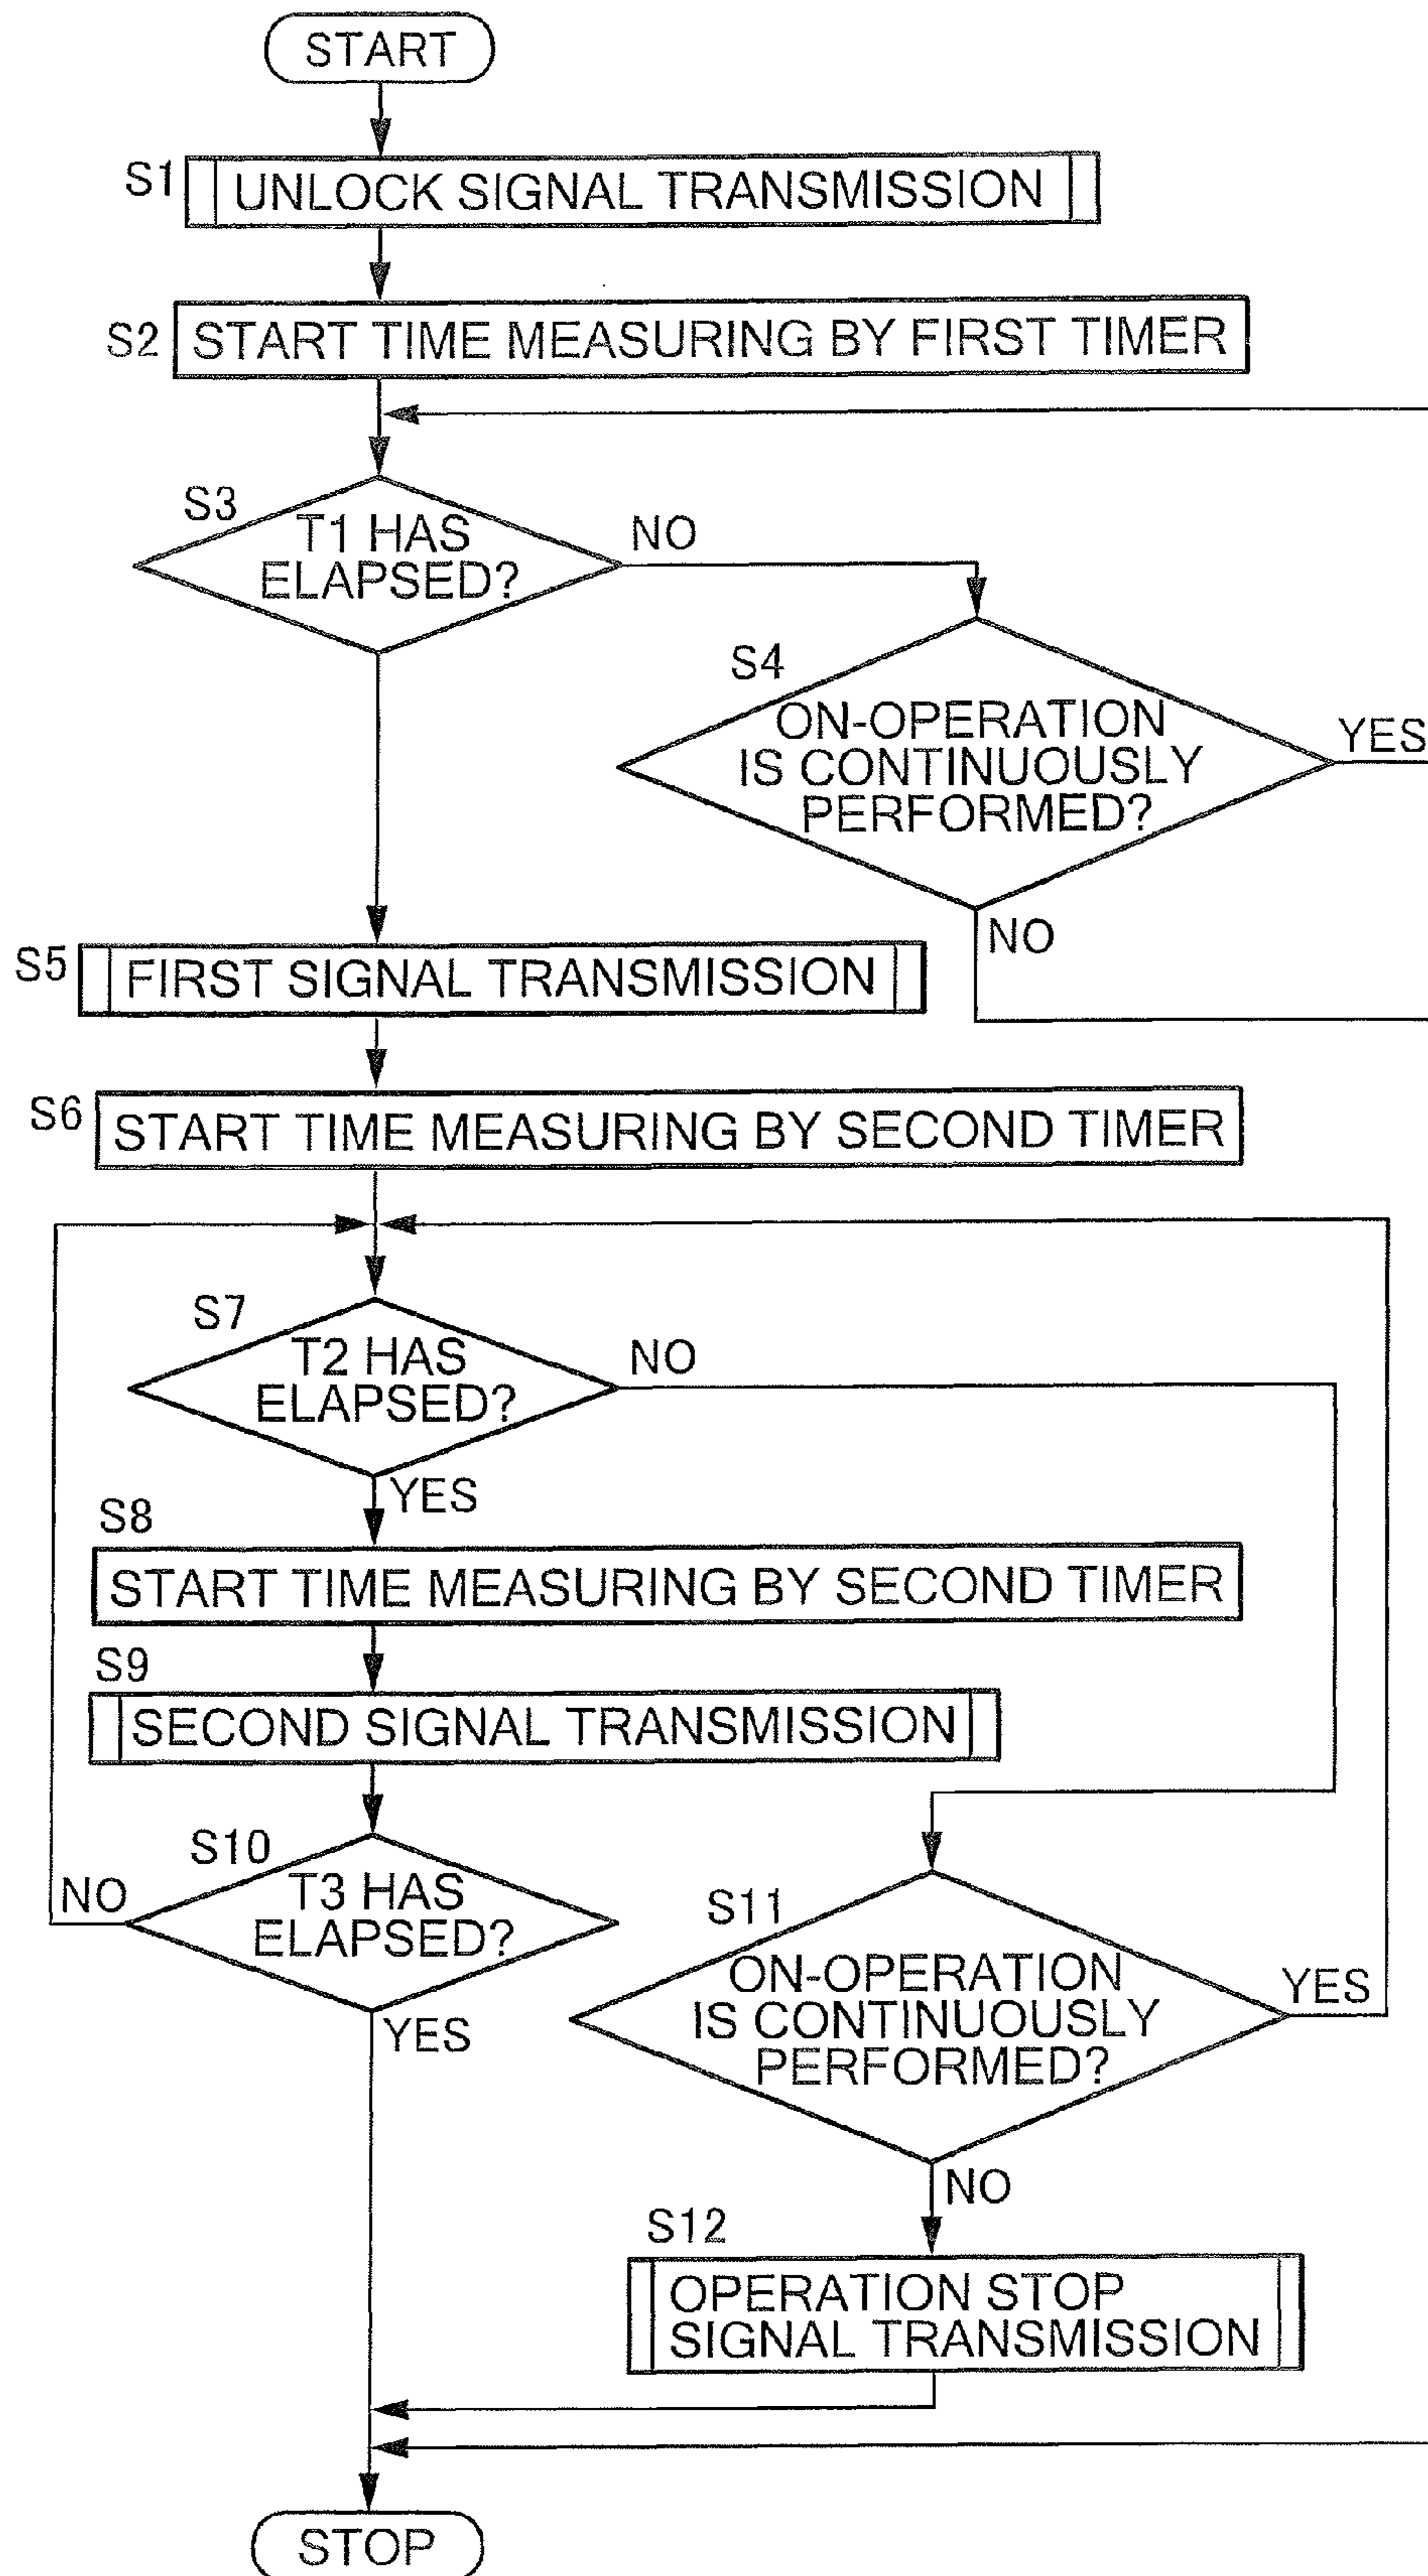 START
S1
UNLOCK SIGNAL TRANSMISSION
S2
START TIME MEASURING BY FIRST TIMER
S3
T1 HAS
ELAPSED?
NO
S4
ON-OPERATION
IS CONTINUOUSLY
PERFORMED?
YES
NO
S5
FIRST SIGNAL TRANSMISSION
S6
START TIME MEASURING BY SECOND TIMER
S7
T2 HAS
ELAPSED?
NO
YES
S8
START TIME MEASURING BY SECOND TIMER
S9
SECOND SIGNAL TRANSMISSION
S10
T3 HAS
ELAPSED?
NO
YES
S11
ON-OPERATION
IS CONTINUOUSLY
PERFORMED?
YES
NO
S12
OPERATION STOP
SIGNAL TRANSMISSION
STOP